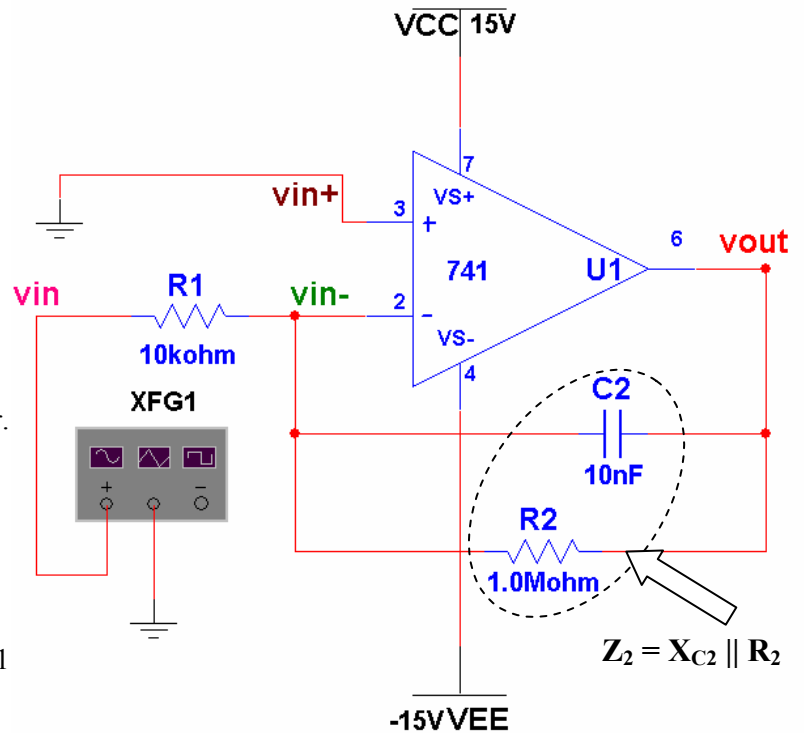 VCC 15V
7
vin+
3
VS+
+
6
vout
741
U1
vin
R1
vin-
2
-
10kohm
VS-
4
C2
XFG1
r.
10nF
+
-
R2
1.0Mohm
1
Z2 = XC2 || R2
-15V VEE